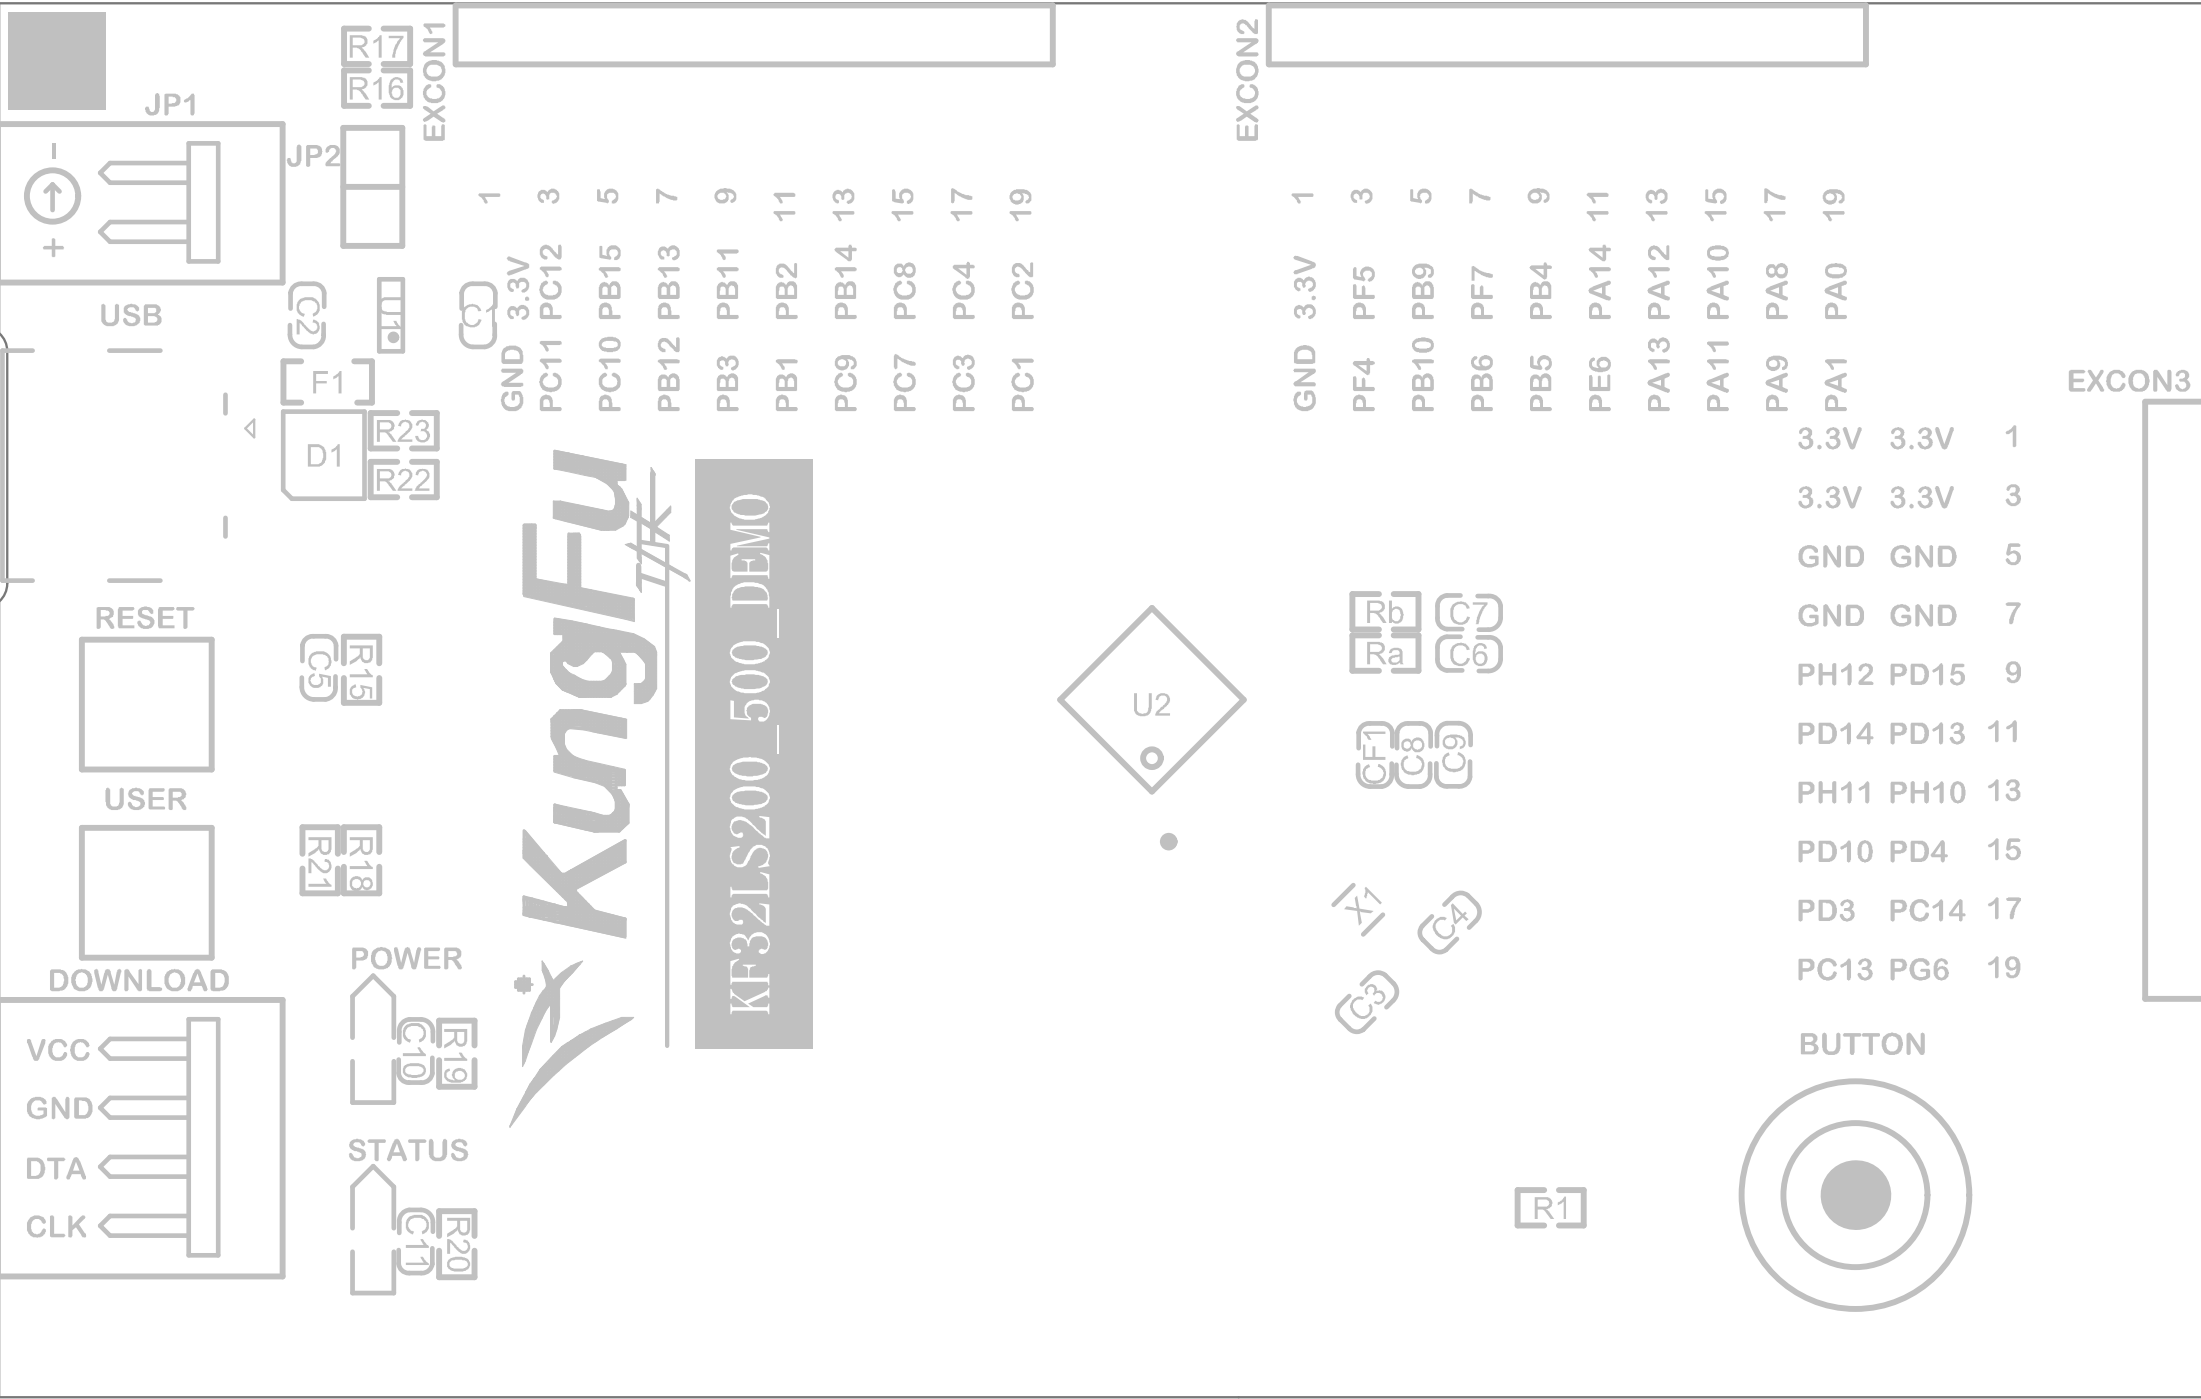 R17
R16
EXCON1
EXCON2
JP1
JP2
-
+
1 3 5 7 9 11 13 15 17 19
3.3V PC12 PB15 PB13 PB11 PB2 PB14 PC8 PC4 PC2
GND PC11 PC10 PB12 PB3 PB1 PC9 PC7 PC3 PC1
1 3 5 7 9 11 13 15 17 19
3.3V PF5 PB9 PF7 PB4 PA14 PA12 PA10 PA8 PA0
GND PF4 PB10 PB6 PB5 PE6 PA13 PA11 PA9 PA1
USB
C2
U1
C1
F1
D1
R23
R22
EXCON3
3.3V 3.3V 1
3.3V 3.3V 3
GND GND 5
GND GND 7
PH12 PD15 9
PD14 PD13 11
PH11 PH10 13
PD10 PD4 15
PD3 PC14 17
PC13 PG6 19
KungFu
KF32LS200_500_DEMO
RESET
C5
R15
USER
R21
R18
Rb
C7
Ra
C6
U2
CF1
C8
C9
X1
C4
C3
DOWNLOAD
VCC
GND
DTA
CLK
POWER
C10
R19
STATUS
C11
R20
BUTTON
R1